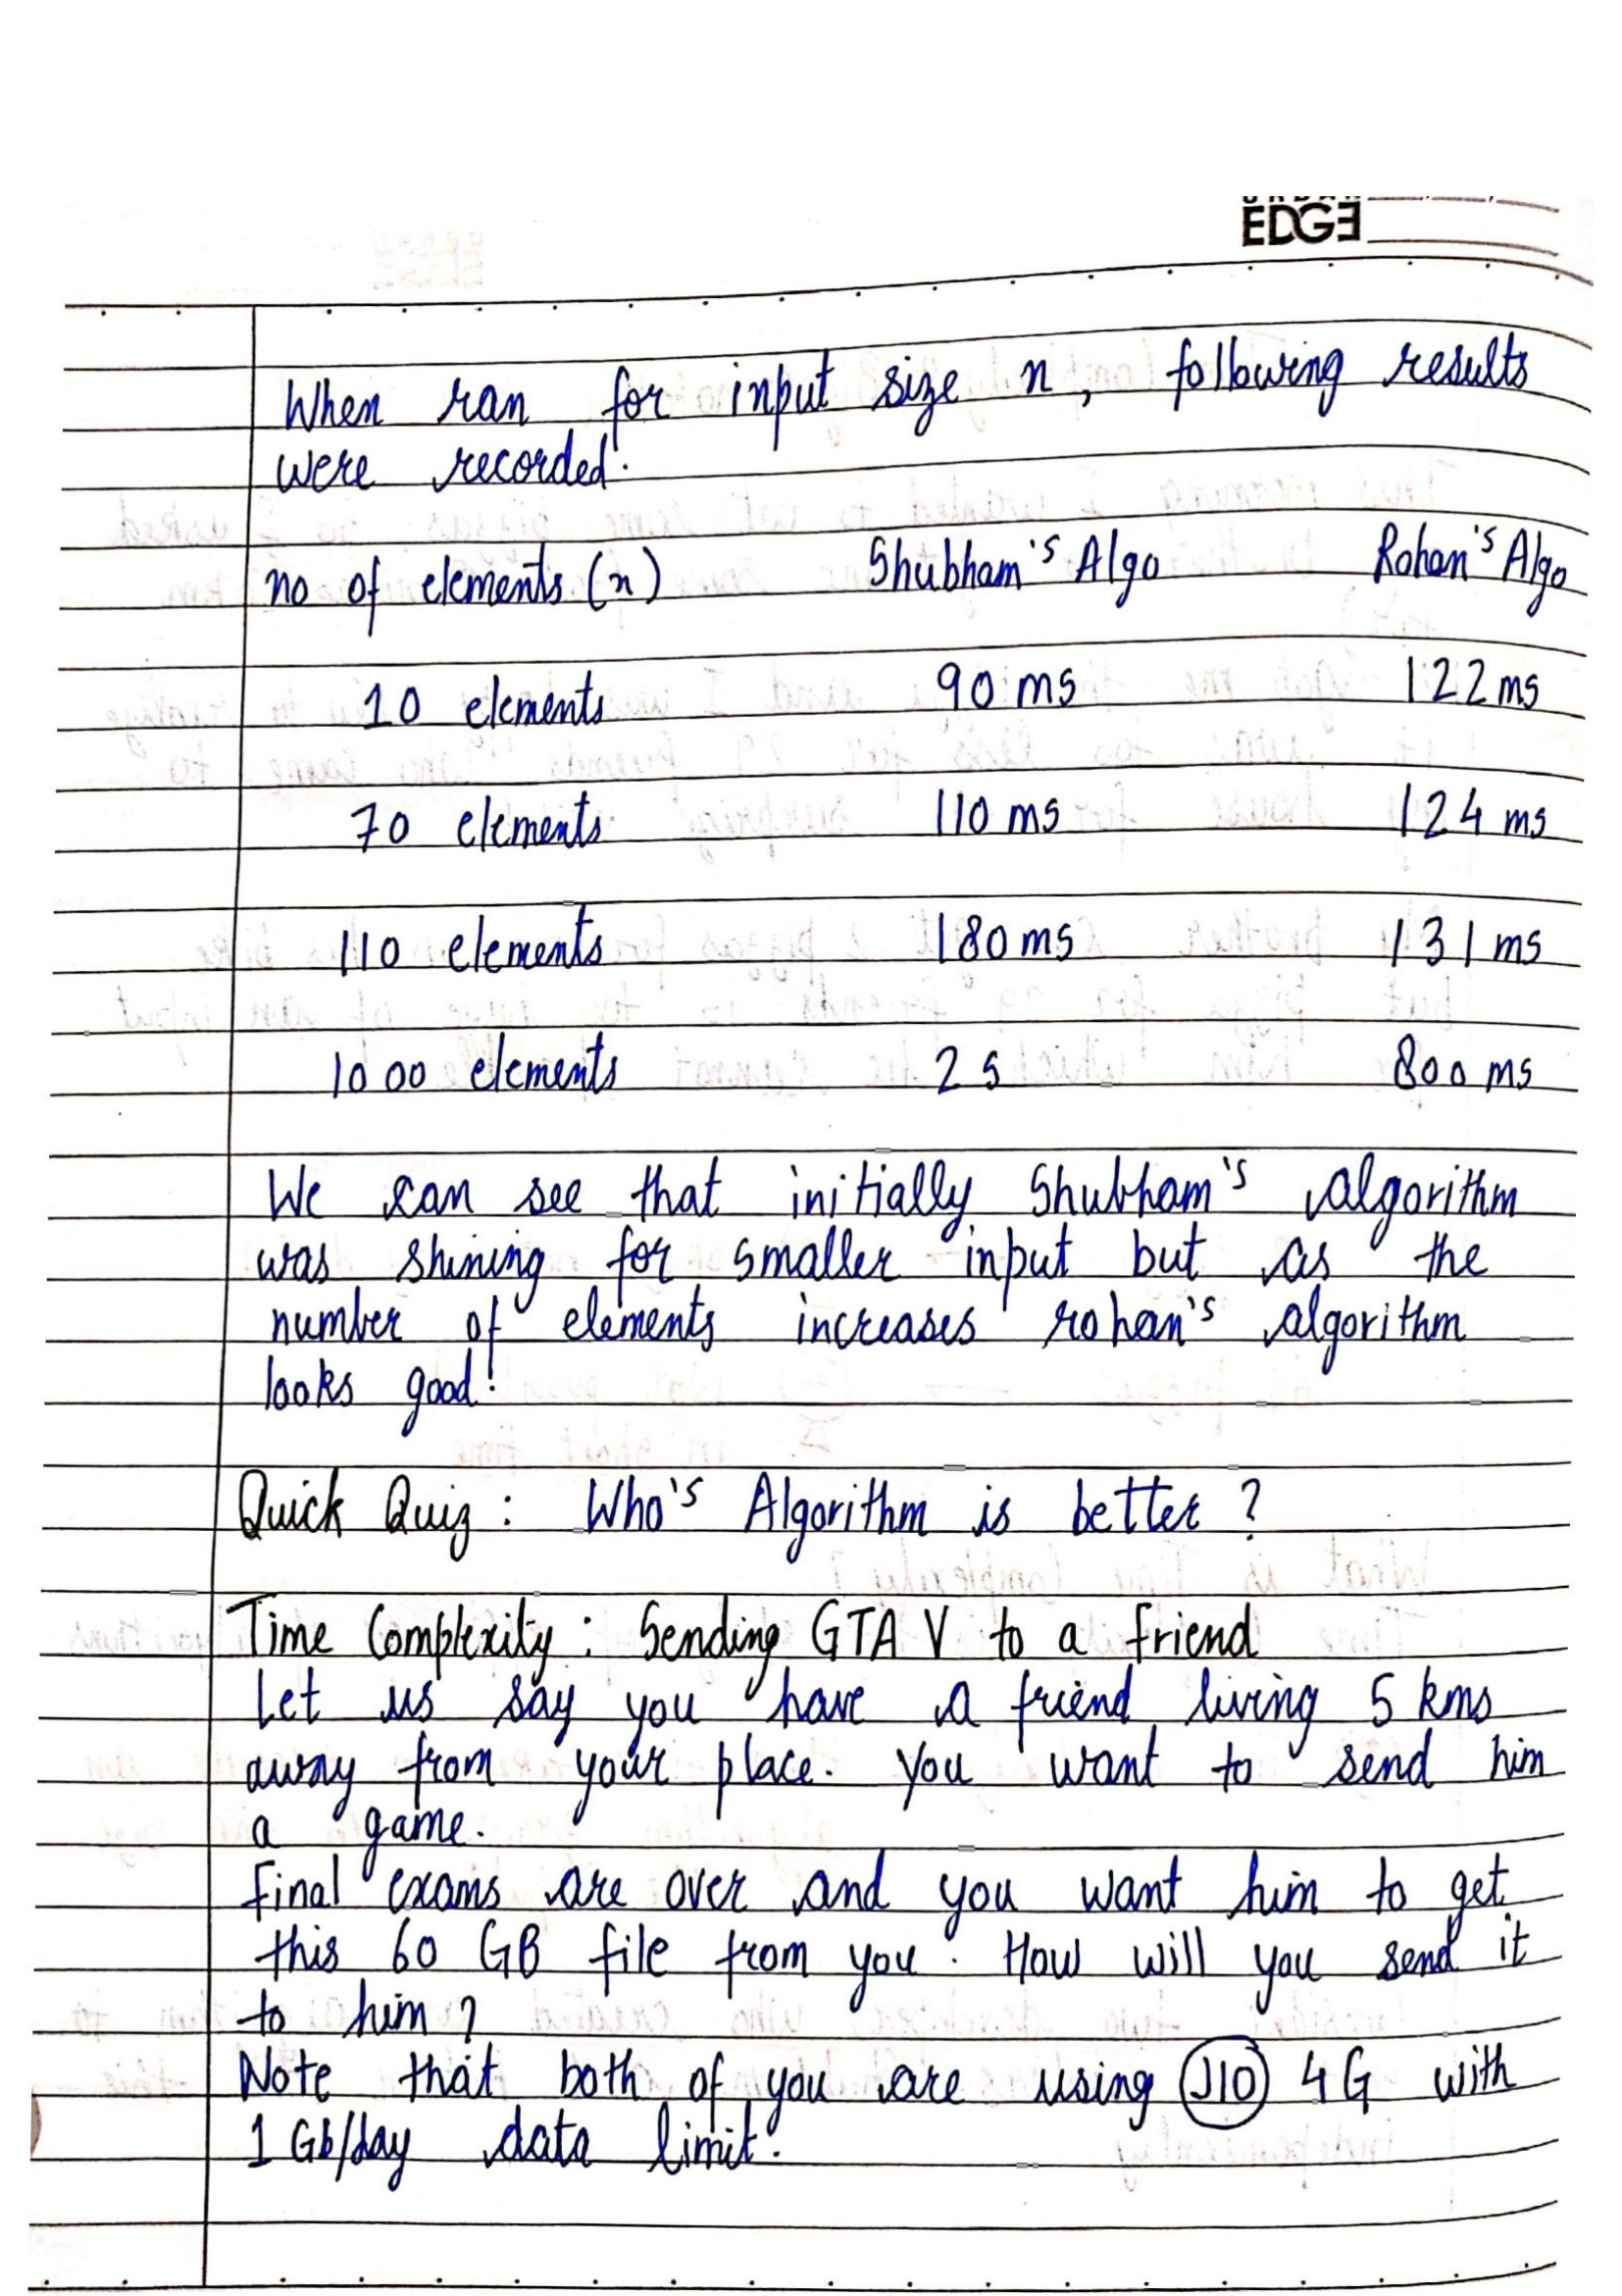 EDGE
When ran for input size n, following results
were recorded.
no of elements (n) Shubham's Algo Rohan's Algo
10 elements 90 ms 122 ms
70 elements 110 ms 124 ms
110 elements 180 ms 131 ms
1000 elements 2 s 800 ms
We can see that initially Shubham's algorithm
was shining for smaller input but as the
number of elements increases rohan's algorithm
looks good!
Quick Quiz : Who's Algorithm is better ?
Time Complexity : Sending GTA V to a friend
Let us say you have a friend living 5 kms
away from your place. You want to send him
a game.
Final exams are over and you want him to get
this 60 GB file from you. How will you send it
to him ?
Note that both of you are using JIO 4G with
1 Gb/day data limit.